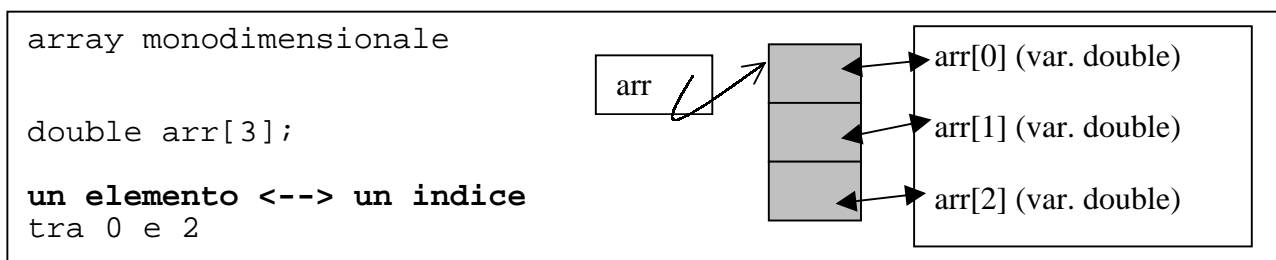 array monodimensionale
double arr[3];
un elemento <--> un indice
tra 0 e 2
arr
arr[0] (var. double)
arr[1] (var. double)
arr[2] (var. double)